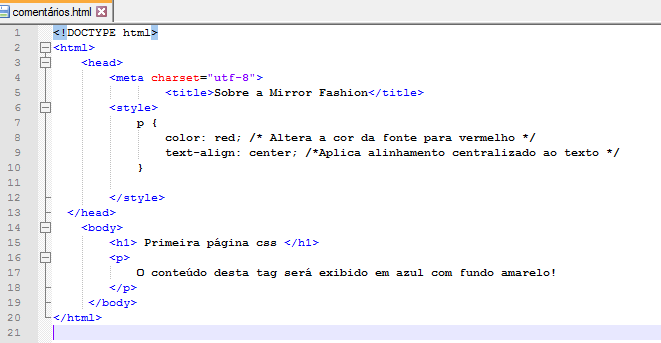 comentários.html
1 <!DOCTYPE html>
2 <html>
3 <head>
4 <meta charset="utf-8">
5 <title>Sobre a Mirror Fashion</title>
6 <style>
7 p {
8 color: red; /* Altera a cor da fonte para vermelho */
9 text-align: center; /*Aplica alinhamento centralizado ao texto */
10 }
11
12 </style>
13 </head>
14 <body>
15 <h1> Primeira página css </h1>
16 <p>
17 O conteúdo desta tag será exibido em azul com fundo amarelo!
18 </p>
19 </body>
20 </html>
21